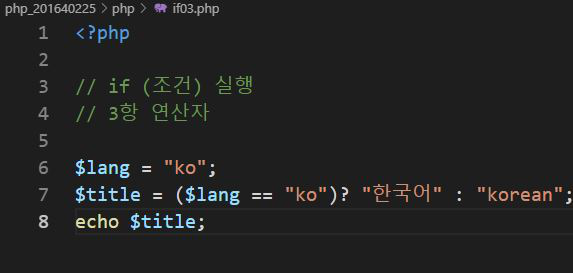 php_201640225 > php > if03.php
1 <?php
2
3 // if (조건) 실행
4 // 3항 연산자
5
6 $lang = "ko";
7 $title = ($lang == "ko")? "한국어" : "korean";
8 echo $title;